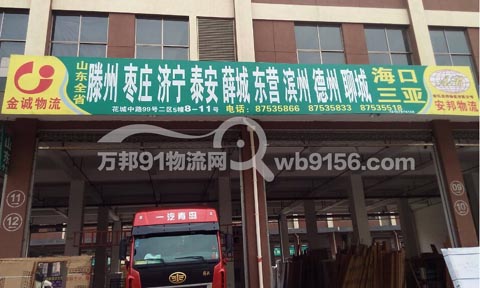 山东全省
滕州 枣庄 济宁 泰安 薛城 东营 滨州 德州 聊城
海口
三亚
金诚物流
花城中路99号二区5幢8-11号 电话: 87535866 87535833 87535518
安邦物流
万邦91物流网 wb9156.com
11
12
09
10
一汽青岛